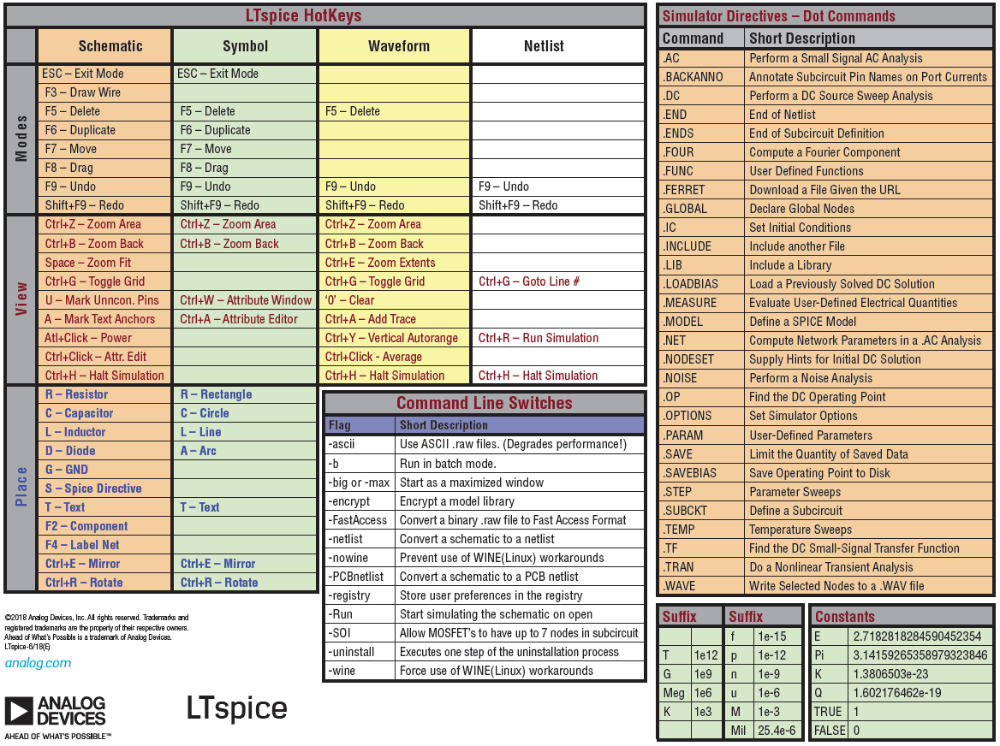 LTspice HotKeys
Schematic Symbol Waveform Netlist
Modes
ESC – Exit Mode ESC – Exit Mode
F3 – Draw Wire
F5 – Delete F5 – Delete F5 – Delete
F6 – Duplicate F6 – Duplicate
F7 – Move F7 – Move
F8 – Drag F8 – Drag
F9 – Undo F9 – Undo F9 – Undo F9 – Undo
Shift+F9 – Redo Shift+F9 – Redo Shift+F9 – Redo Shift+F9 – Redo
View
Ctrl+Z – Zoom Area Ctrl+Z – Zoom Area Ctrl+Z – Zoom Area
Ctrl+B – Zoom Back Ctrl+B – Zoom Back Ctrl+B – Zoom Back
Space – Zoom Fit Ctrl+E – Zoom Extents
Ctrl+G – Toggle Grid Ctrl+G – Toggle Grid Ctrl+G – Goto Line #
U – Mark Unncon. Pins Ctrl+W – Attribute Window ‘0’ – Clear
A – Mark Text Anchors Ctrl+A – Attribute Editor Ctrl+A – Add Trace
Atl+Click – Power Ctrl+Y – Vertical Autorange Ctrl+R – Run Simulation
Ctrl+Click – Attr. Edit Ctrl+Click - Average
Ctrl+H – Halt Simulation Ctrl+H – Halt Simulation Ctrl+H – Halt Simulation
Place
R – Resistor R – Rectangle
C – Capacitor C – Circle
L – Inductor L – Line
D – Diode A – Arc
G – GND
S – Spice Directive
T – Text T – Text
F2 – Component
F4 – Label Net
Ctrl+E – Mirror Ctrl+E – Mirror
Ctrl+R – Rotate Ctrl+R – Rotate
Command Line Switches
Flag Short Description
-ascii Use ASCII .raw files. (Degrades performance!)
-b Run in batch mode.
-big or -max Start as a maximized window
-encrypt Encrypt a model library
-FastAccess Convert a binary .raw file to Fast Access Format
-netlist Convert a schematic to a netlist
-nowine Prevent use of WINE(Linux) workarounds
-PCBnetlist Convert a schematic to a PCB netlist
-registry Store user preferences in the registry
-Run Start simulating the schematic on open
-SOI Allow MOSFET’s to have up to 7 nodes in subcircuit
-uninstall Executes one step of the uninstallation process
-wine Force use of WINE(Linux) workarounds
Simulator Directives – Dot Commands
Command Short Description
.AC Perform a Small Signal AC Analysis
.BACKANNO Annotate Subcircuit Pin Names on Port Currents
.DC Perform a DC Source Sweep Analysis
.END End of Netlist
.ENDS End of Subcircuit Definition
.FOUR Compute a Fourier Component
.FUNC User Defined Functions
.FERRET Download a File Given the URL
.GLOBAL Declare Global Nodes
.IC Set Initial Conditions
.INCLUDE Include another File
.LIB Include a Library
.LOADBIAS Load a Previously Solved DC Solution
.MEASURE Evaluate User-Defined Electrical Quantities
.MODEL Define a SPICE Model
.NET Compute Network Parameters in a .AC Analysis
.NODESET Supply Hints for Initial DC Solution
.NOISE Perform a Noise Analysis
.OP Find the DC Operating Point
.OPTIONS Set Simulator Options
.PARAM User-Defined Parameters
.SAVE Limit the Quantity of Saved Data
.SAVEBIAS Save Operating Point to Disk
.STEP Parameter Sweeps
.SUBCKT Define a Subcircuit
.TEMP Temperature Sweeps
.TF Find the DC Small-Signal Transfer Function
.TRAN Do a Nonlinear Transient Analysis
.WAVE Write Selected Nodes to a .WAV file
Suffix Suffix
f 1e-15
T 1e12 p 1e-12
G 1e9 n 1e-9
Meg 1e6 u 1e-6
K 1e3 M 1e-3
Mil 25.4e-6
Constants
E 2.7182818284590452354
Pi 3.14159265358979323846
K 1.3806503e-23
Q 1.602176462e-19
TRUE 1
FALSE 0
©2018 Analog Devices, Inc. All rights reserved. Trademarks and
registered trademarks are the property of their respective owners.
Ahead of What’s Possible is a trademark of Analog Devices.
LTspice-6/18(E)
analog.com
ANALOG
DEVICES
AHEAD OF WHAT’S POSSIBLE™
LTspice